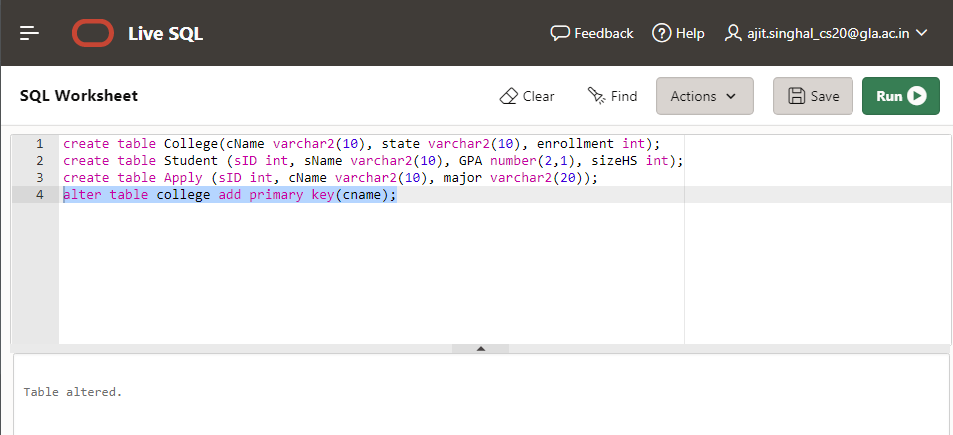 Live SQL Feedback Help ajit.singhal_cs20@gla.ac.in
SQL Worksheet Clear Find Actions Save Run
1 create table College(cName varchar2(10), state varchar2(10), enrollment int);
2 create table Student (sID int, sName varchar2(10), GPA number(2,1), sizeHS int);
3 create table Apply (sID int, cName varchar2(10), major varchar2(20));
4 alter table college add primary key(cname);
Table altered.